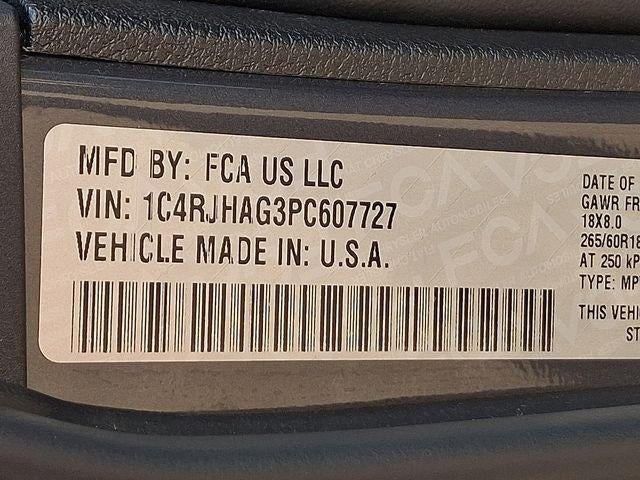 MFD BY: FCA US LLC
VIN: 1C4RJHAG3PC607727
VEHICLE MADE IN: U.S.A.
DATE OF
GAWR FR
18X8.0
265/60R18
AT 250 kP
TYPE: MP
THIS VEHI
ST